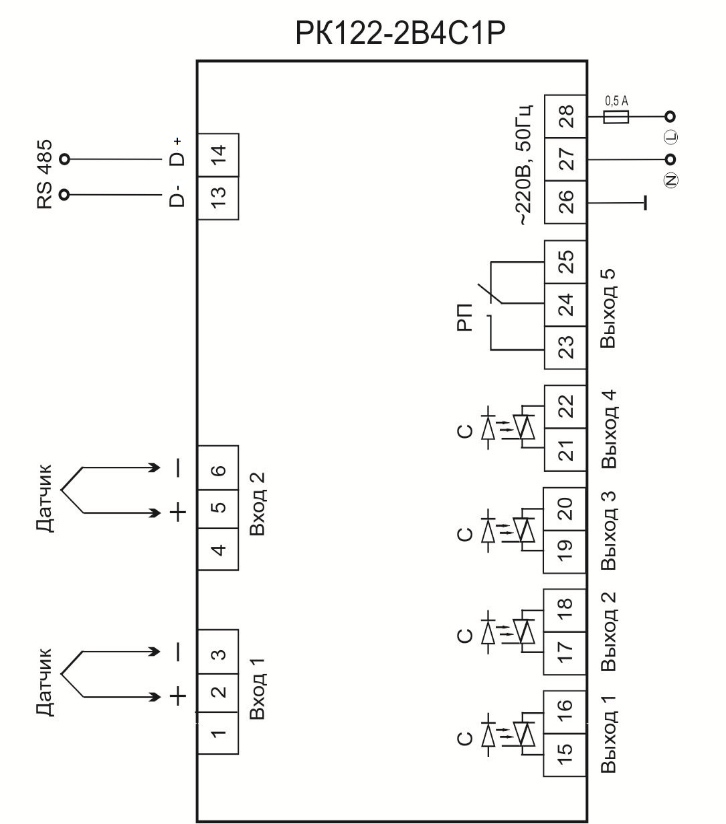 РК122-2В4С1Р
RS 485
D+
D-
14
13
Датчик
−
+
6
5
4
Вход 2
Датчик
−
+
3
2
1
Вход 1
~220В, 50Гц
28
27
26
0,5 А
L
N
РП
25
24
23
Выход 5
С
22
21
Выход 4
С
20
19
Выход 3
С
18
17
Выход 2
С
16
15
Выход 1